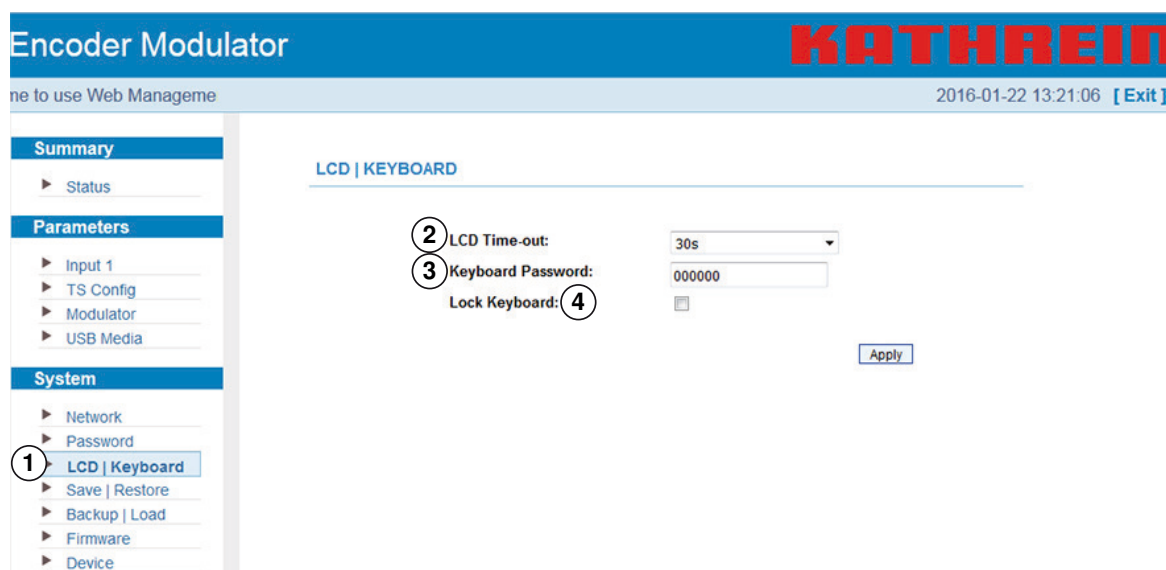 Encoder Modulator
KATHREIN
me to use Web Manageme
2016-01-22 13:21:06 [ Exit ]
Summary
Status
Parameters
Input 1
TS Config
Modulator
USB Media
System
Network
Password
1 LCD | Keyboard
Save | Restore
Backup | Load
Firmware
Device
LCD | KEYBOARD
2 LCD Time-out: 30s
3 Keyboard Password: 000000
Lock Keyboard: 4
Apply